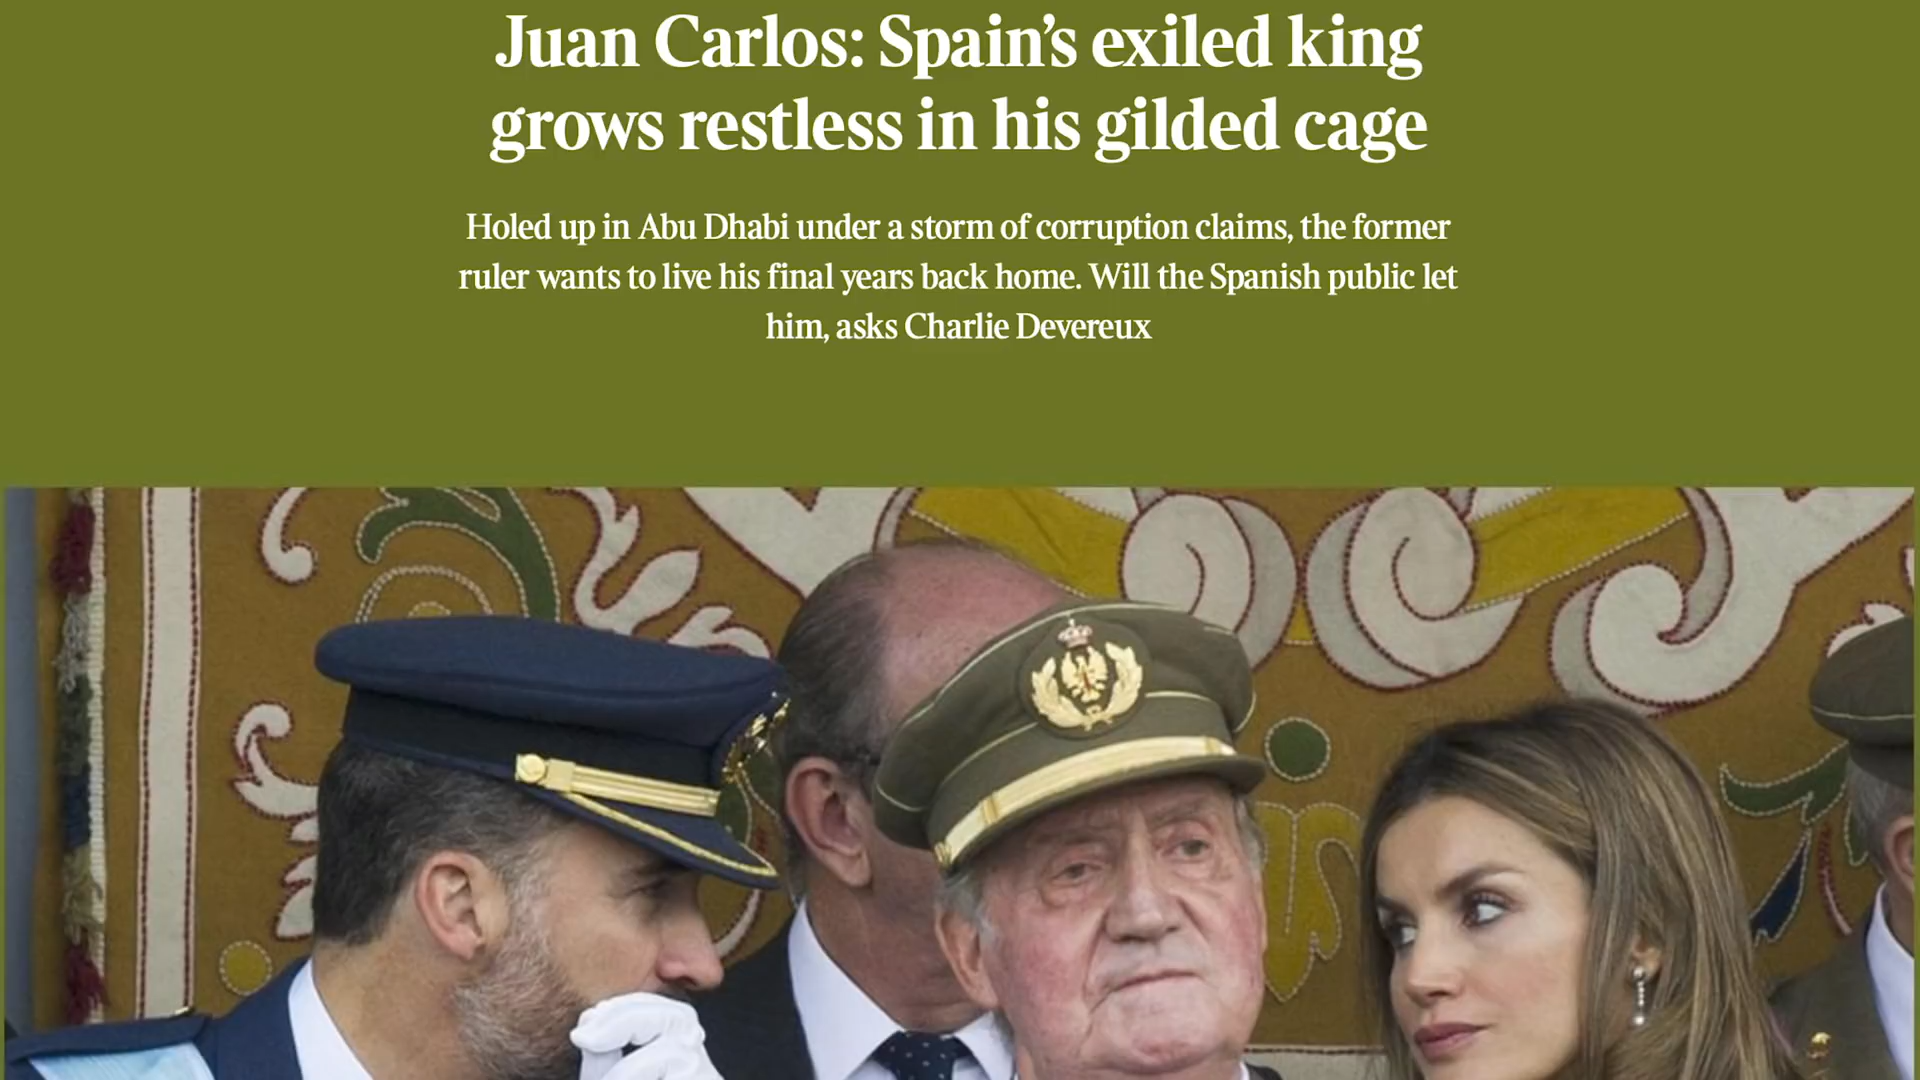 Juan Carlos: Spain’s exiled king
grows restless in his gilded cage
Holed up in Abu Dhabi under a storm of corruption claims, the former
ruler wants to live his final years back home. Will the Spanish public let
him, asks Charlie Devereux